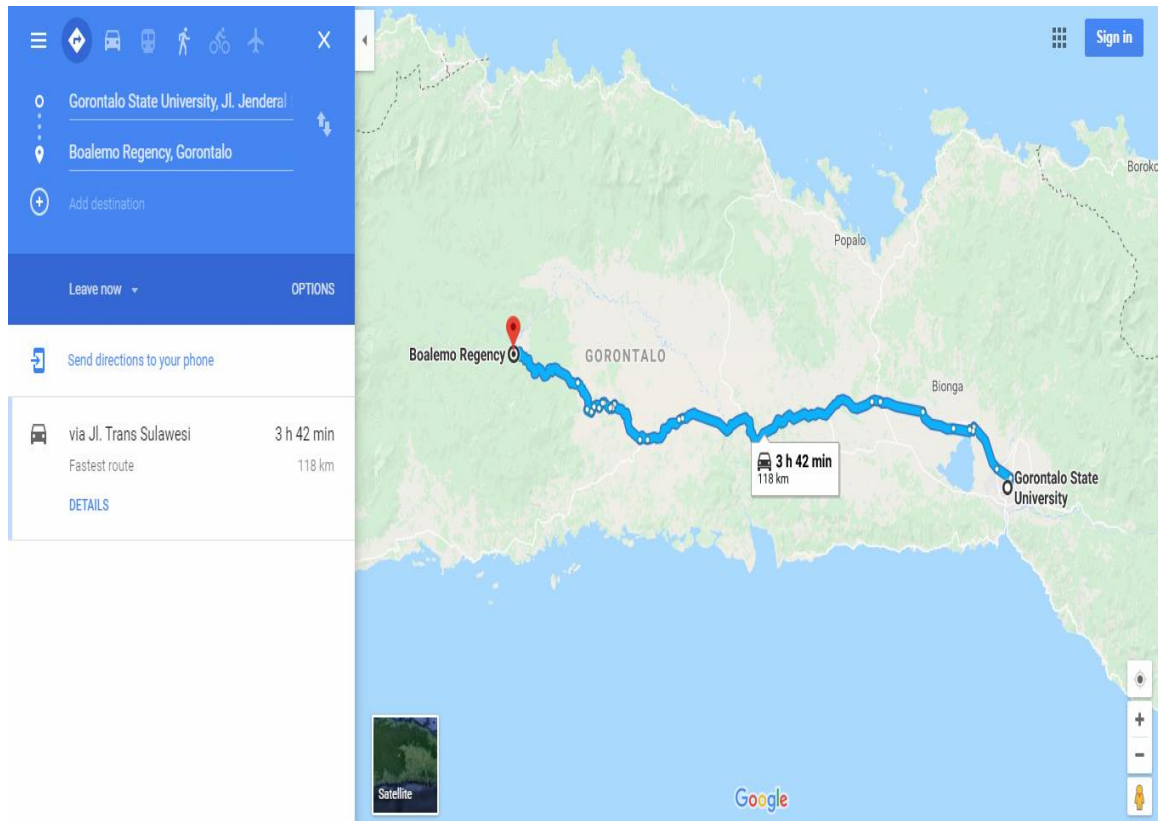 Gorontalo State University, Jl. Jenderal
Boalemo Regency, Gorontalo
Add destination
Leave now
OPTIONS
Send directions to your phone
via Jl. Trans Sulawesi
3 h 42 min
Fastest route
118 km
DETAILS
Sign in
Boroko
Popalo
Boalemo Regency
GORONTALO
Bionga
3 h 42 min
118 km
Gorontalo State
University
Satellite
Google